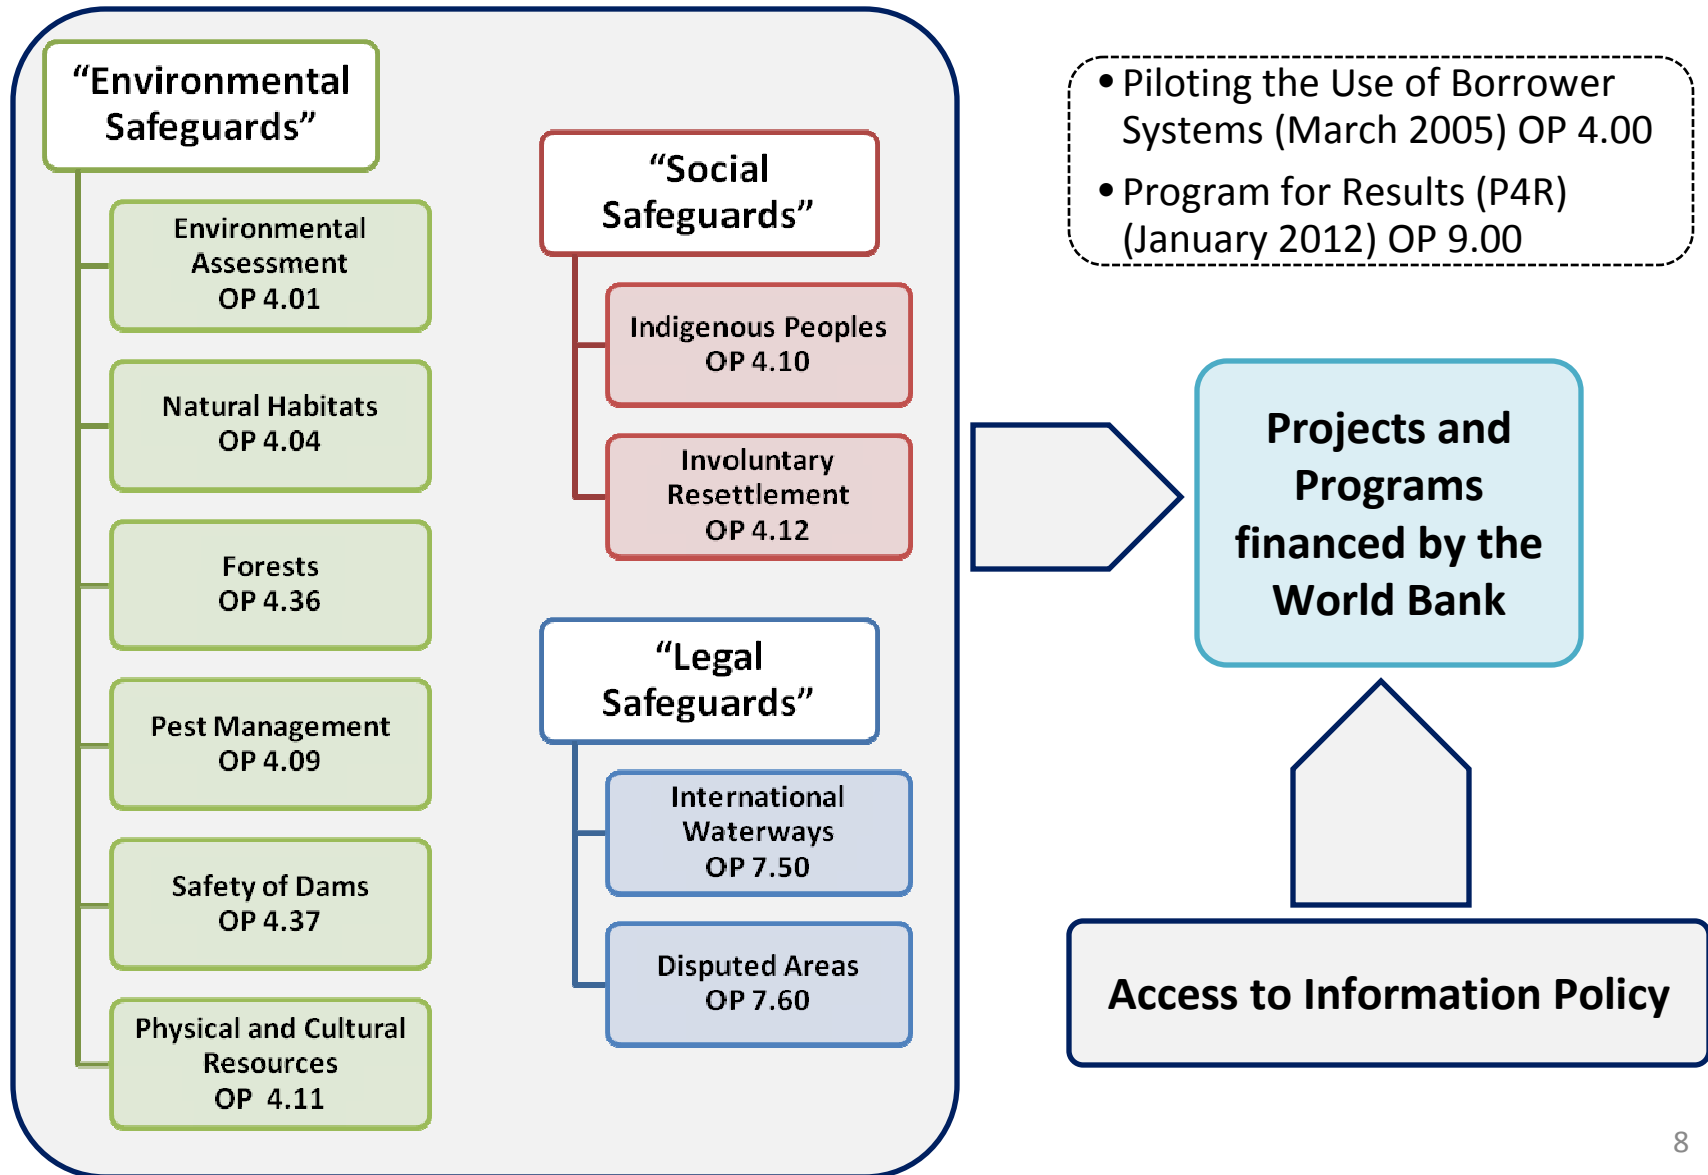 “Environmental
Safeguards”
Environmental
Assessment
OP 4.01
Natural Habitats
OP 4.04
Forests
OP 4.36
Pest Management
OP 4.09
Safety of Dams
OP 4.37
Physical and Cultural
Resources
OP 4.11
“Social
Safeguards”
Indigenous Peoples
OP 4.10
Involuntary
Resettlement
OP 4.12
“Legal
Safeguards”
International
Waterways
OP 7.50
Disputed Areas
OP 7.60
• Piloting the Use of Borrower
Systems (March 2005) OP 4.00
• Program for Results (P4R)
(January 2012) OP 9.00
Projects and
Programs
financed by the
World Bank
Access to Information Policy
8